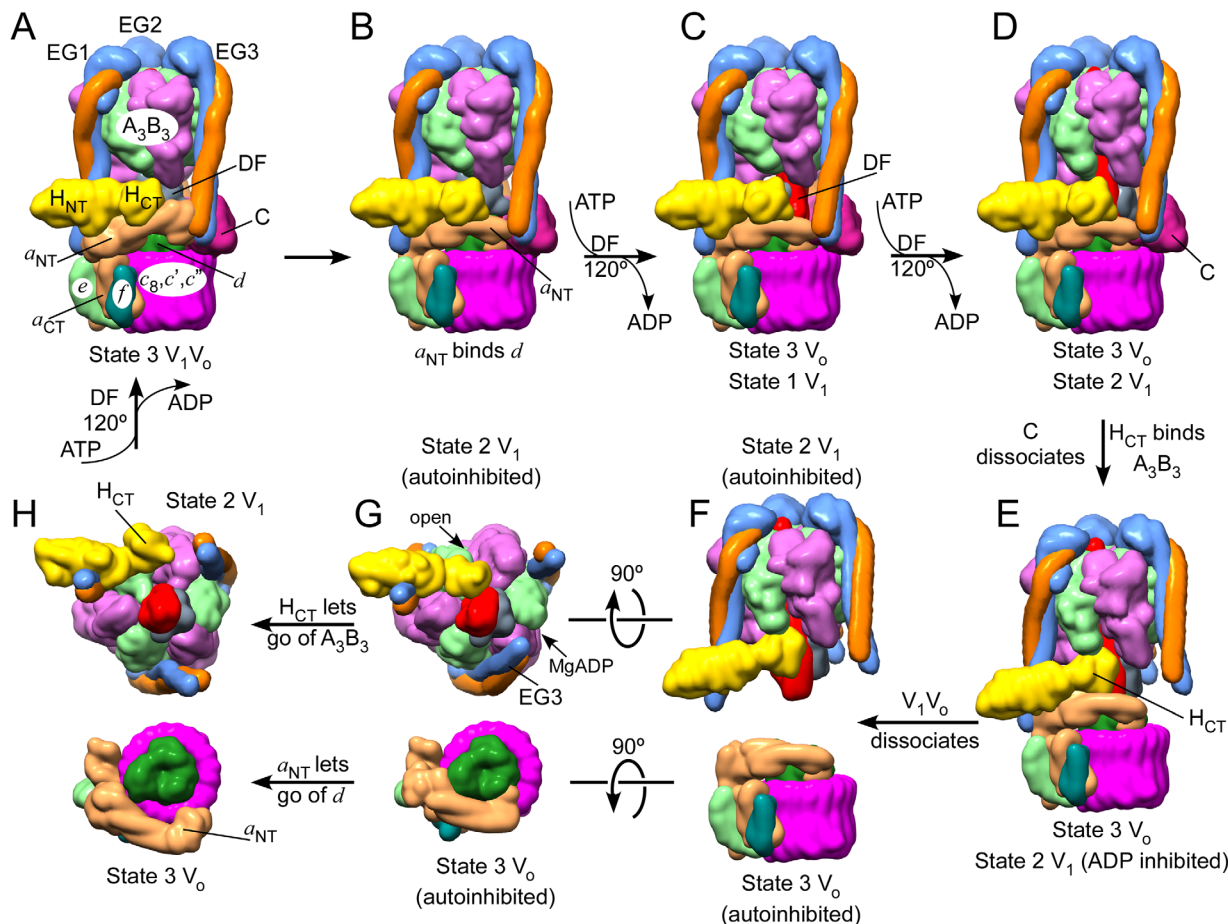 A
EG1
EG2
EG3
A3B3
DF
HNT
HCT
C
aNT
d
e
f
c8,c',c"
aCT
State 3 V1Vo
B
aNT
aNT binds d
ATP
DF
120º
ADP
C
DF
State 3 Vo
State 1 V1
ATP
DF
120º
ADP
D
C
State 3 Vo
State 2 V1
C
dissociates
HCT binds
A3B3
E
HCT
State 3 Vo
State 2 V1 (ADP inhibited)
V1Vo
dissociates
State 2 V1
(autoinhibited)
F
State 3 Vo
(autoinhibited)
90º
90º
State 2 V1
(autoinhibited)
G
open
MgADP
EG3
State 3 Vo
(autoinhibited)
HCT lets
go of A3B3
aNT lets
go of d
H
HCT
State 2 V1
aNT
State 3 Vo
DF
120º
ATP
ADP